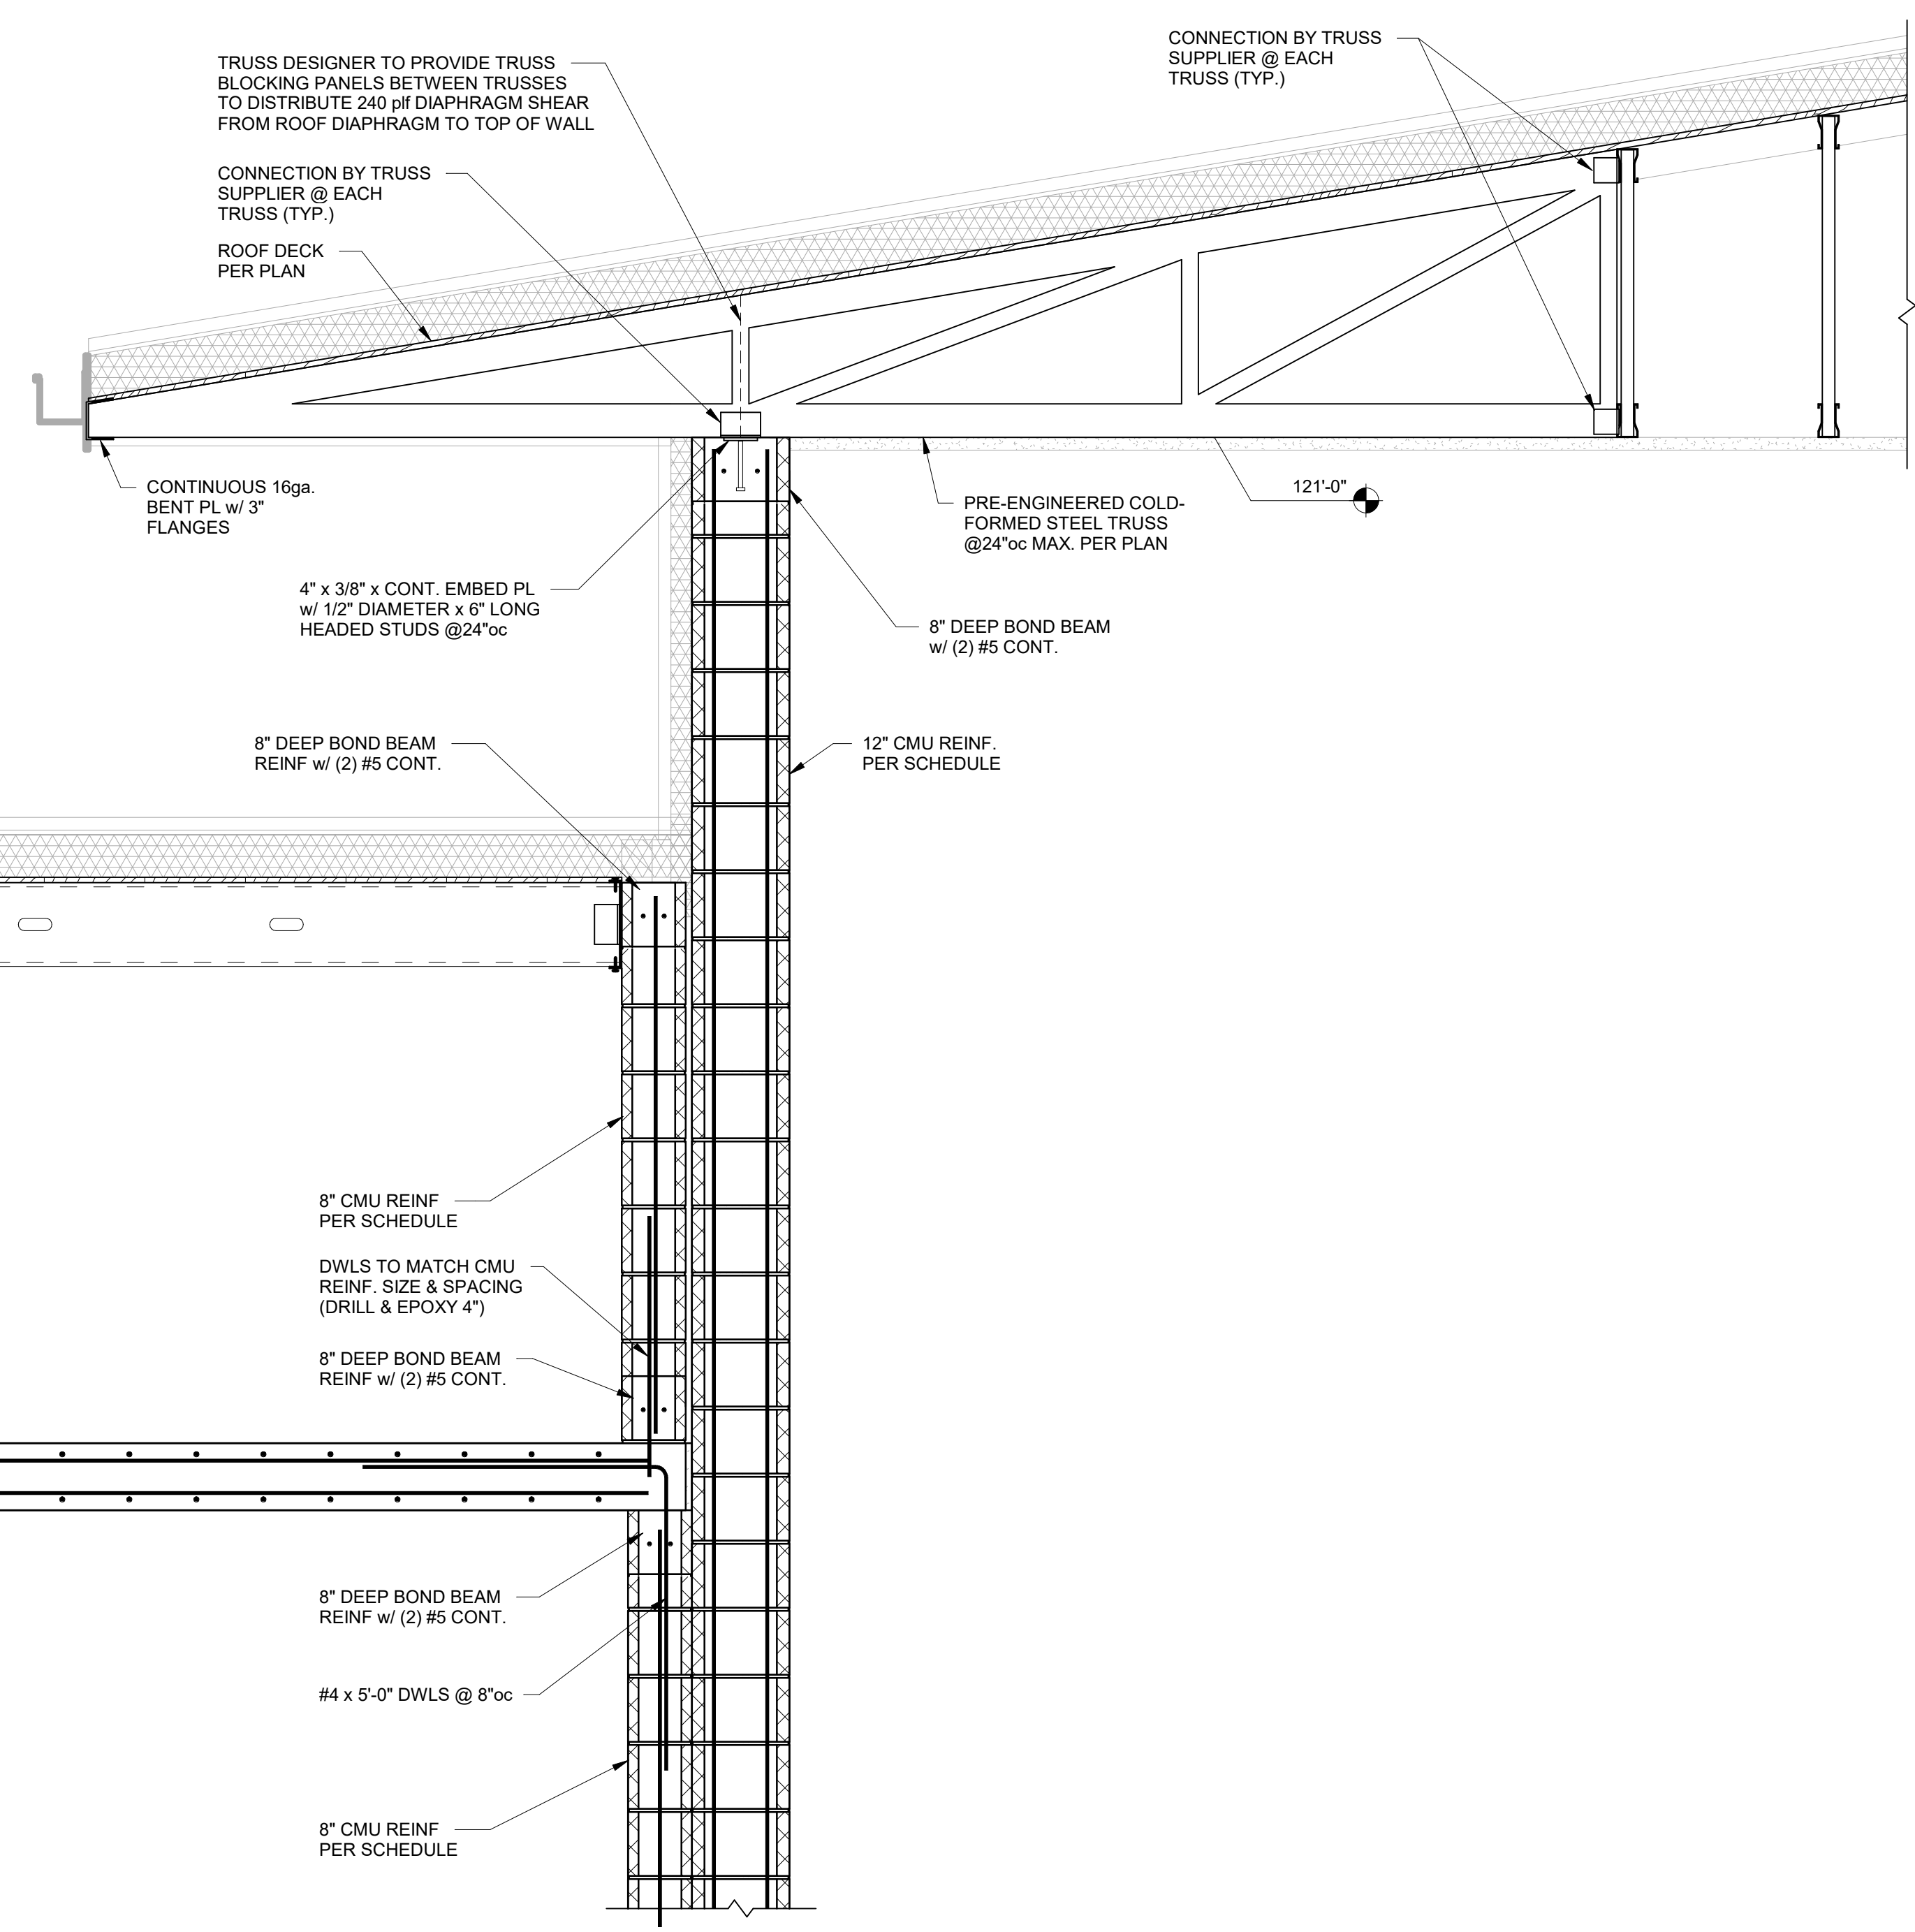 TRUSS DESIGNER TO PROVIDE TRUSS
BLOCKING PANELS BETWEEN TRUSSES
TO DISTRIBUTE 240 plf DIAPHRAGM SHEAR
FROM ROOF DIAPHRAGM TO TOP OF WALL
CONNECTION BY TRUSS
SUPPLIER @ EACH
TRUSS (TYP.)
CONNECTION BY TRUSS
SUPPLIER @ EACH
TRUSS (TYP.)
ROOF DECK
PER PLAN
CONTINUOUS 16ga.
BENT PL w/ 3"
FLANGES
PRE-ENGINEERED COLD-
FORMED STEEL TRUSS
@24"oc MAX. PER PLAN
121'-0"
4" x 3/8" x CONT. EMBED PL
w/ 1/2" DIAMETER x 6" LONG
HEADED STUDS @24"oc
8" DEEP BOND BEAM
w/ (2) #5 CONT.
8" DEEP BOND BEAM
REINF w/ (2) #5 CONT.
12" CMU REINF.
PER SCHEDULE
8" CMU REINF
PER SCHEDULE
DWLS TO MATCH CMU
REINF. SIZE & SPACING
(DRILL & EPOXY 4")
8" DEEP BOND BEAM
REINF w/ (2) #5 CONT.
8" DEEP BOND BEAM
REINF w/ (2) #5 CONT.
#4 x 5'-0" DWLS @ 8"oc
8" CMU REINF
PER SCHEDULE